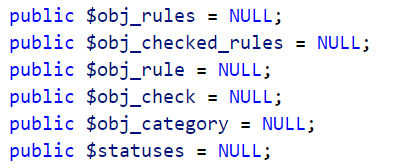 public $obj_rules = NULL;
public $obj_checked_rules = NULL;
public $obj_rule = NULL;
public $obj_check = NULL;
public $obj_category = NULL;
public $statuses = NULL;